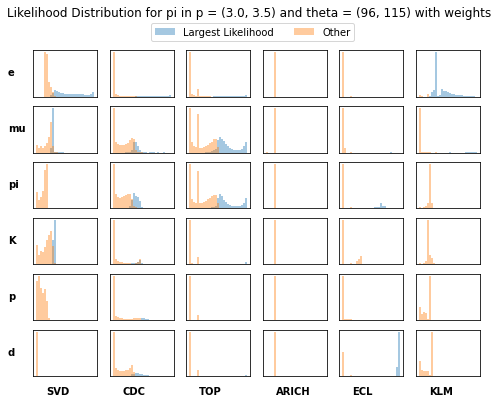 Likelihood Distribution for pi in p = (3.0, 3.5) and theta = (96, 115) with weights
Largest Likelihood Other
e
mu
pi
K
p
d
SVD CDC TOP ARICH ECL KLM